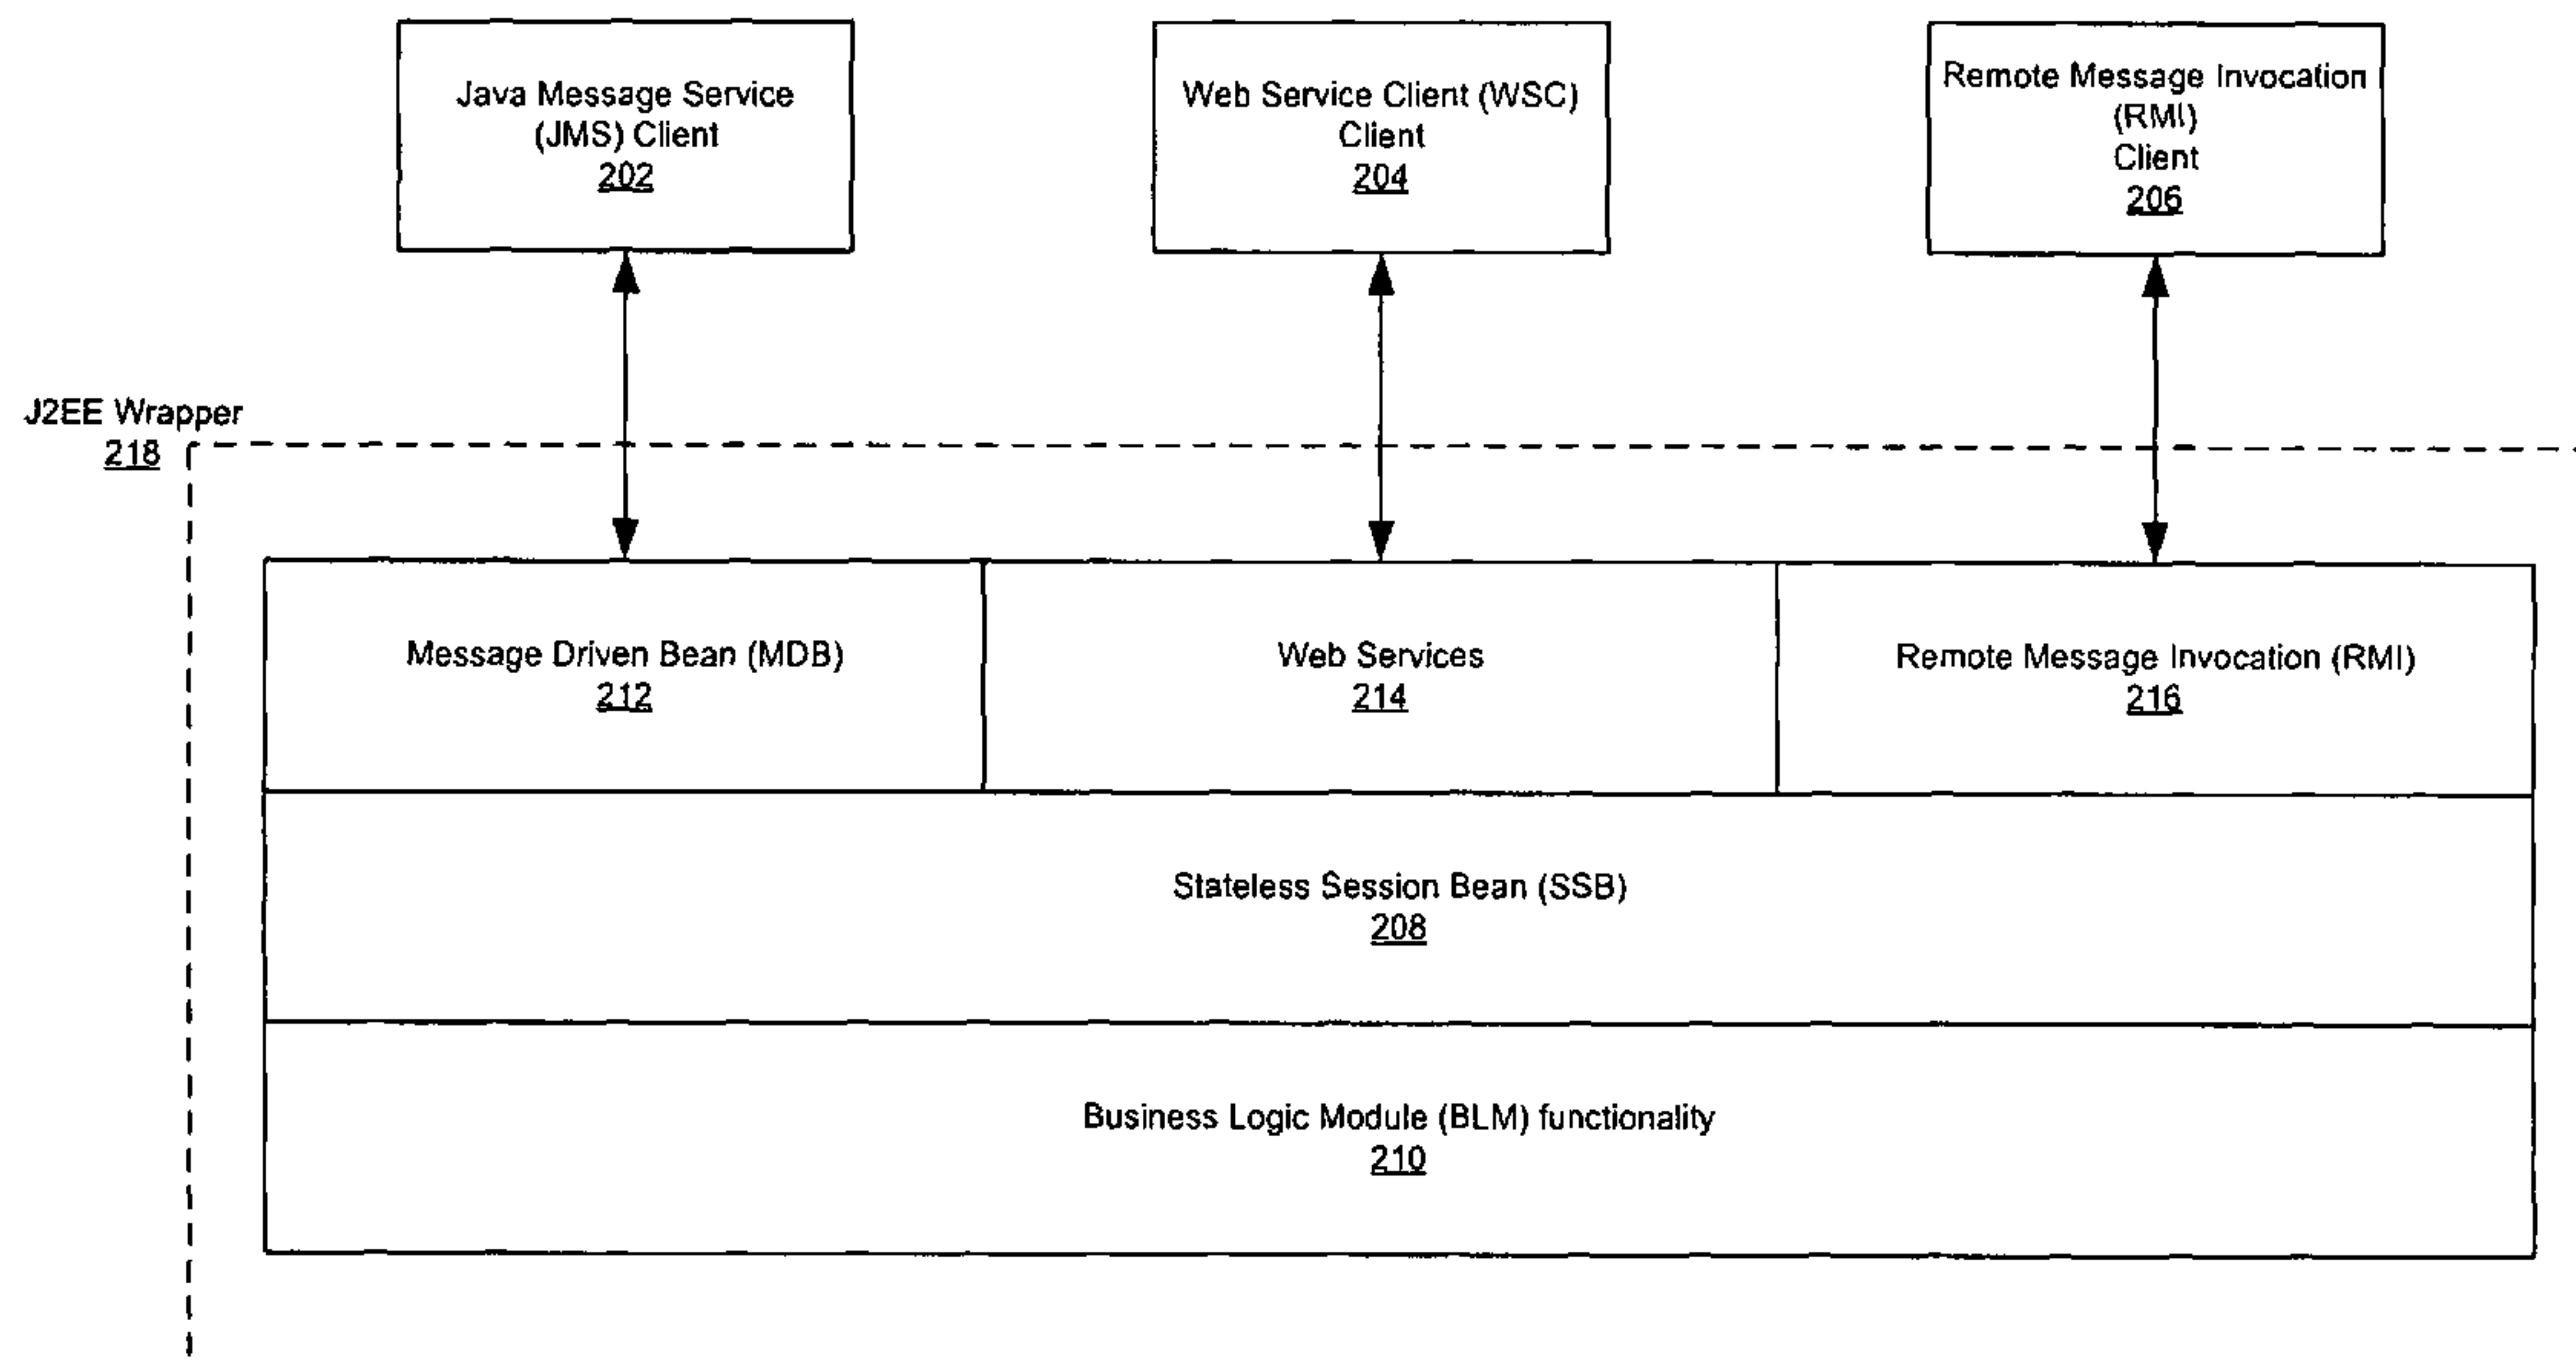 Java Message Service
(JMS) Client
202
Web Service Client (WSC)
Client
204
Remote Message Invocation
(RMI)
Client
206
J2EE Wrapper
218
Message Driven Bean (MDB)
212
Web Services
214
Remote Message Invocation (RMI)
216
Stateless Session Bean (SSB)
208
Business Logic Module (BLM) functionality
210